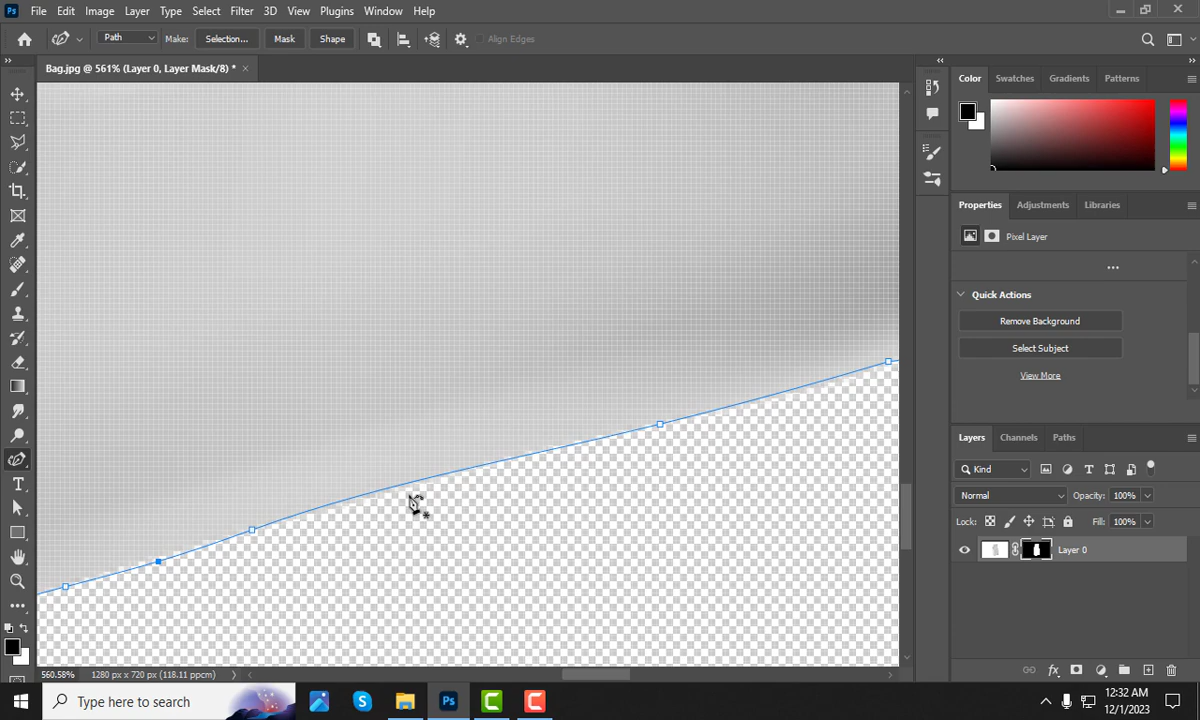 Ps File Edit Image Layer Type Select Filter 3D View Plugins Window Help
Path Make: Selection... Mask Shape Align Edges
Bag.jpg @ 561% (Layer 0, Layer Mask/8) * ×
Color Swatches Gradients Patterns
Properties Adjustments Libraries
Pixel Layer
Quick Actions
Remove Background
Select Subject
View More
Layers Channels Paths
Kind
Normal Opacity: 100%
Lock: Fill: 100%
Layer 0
fx
560.58% 1280 px x 720 px (118.11 ppcm)
Type here to search
Ps
12:32 AM
12/1/2023